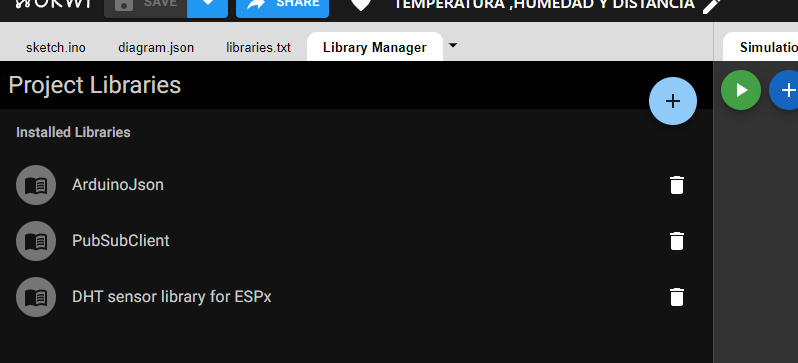 WOKWI SAVE SHARE TEMPERATURA ,HUMEDAD Y DISTANCIA
sketch.ino diagram.json libraries.txt Library Manager Simulatio
Project Libraries
Installed Libraries
ArduinoJson
PubSubClient
DHT sensor library for ESPx